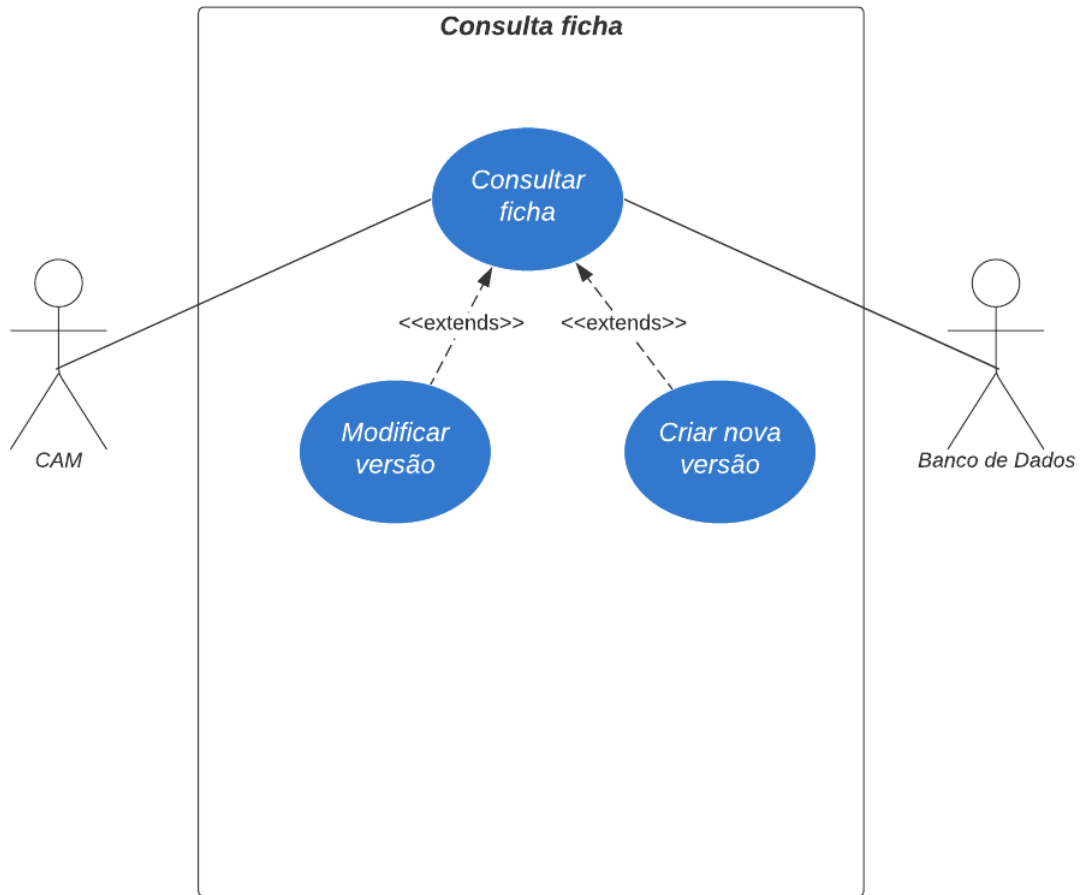 Consulta ficha
Consultar
ficha
<<extends>>
<<extends>>
Modificar
versão
Criar nova
versão
CAM
Banco de Dados